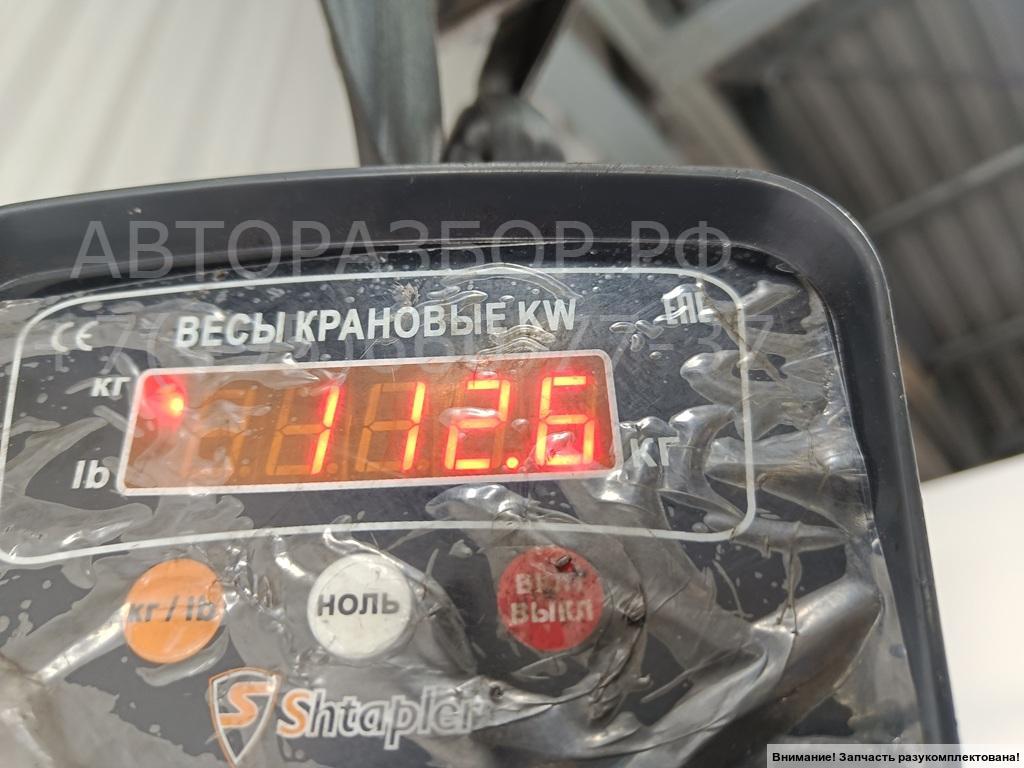 АВТОРАЗБОР.РФ
CE
ВЕСЫ КРАНОВЫЕ KW
кг
112.6
КГ
lb
кг / lb
НОЛЬ
ВКЛ
ВЫКЛ
S Shtapler
Внимание! Запчасть разукомплектована!